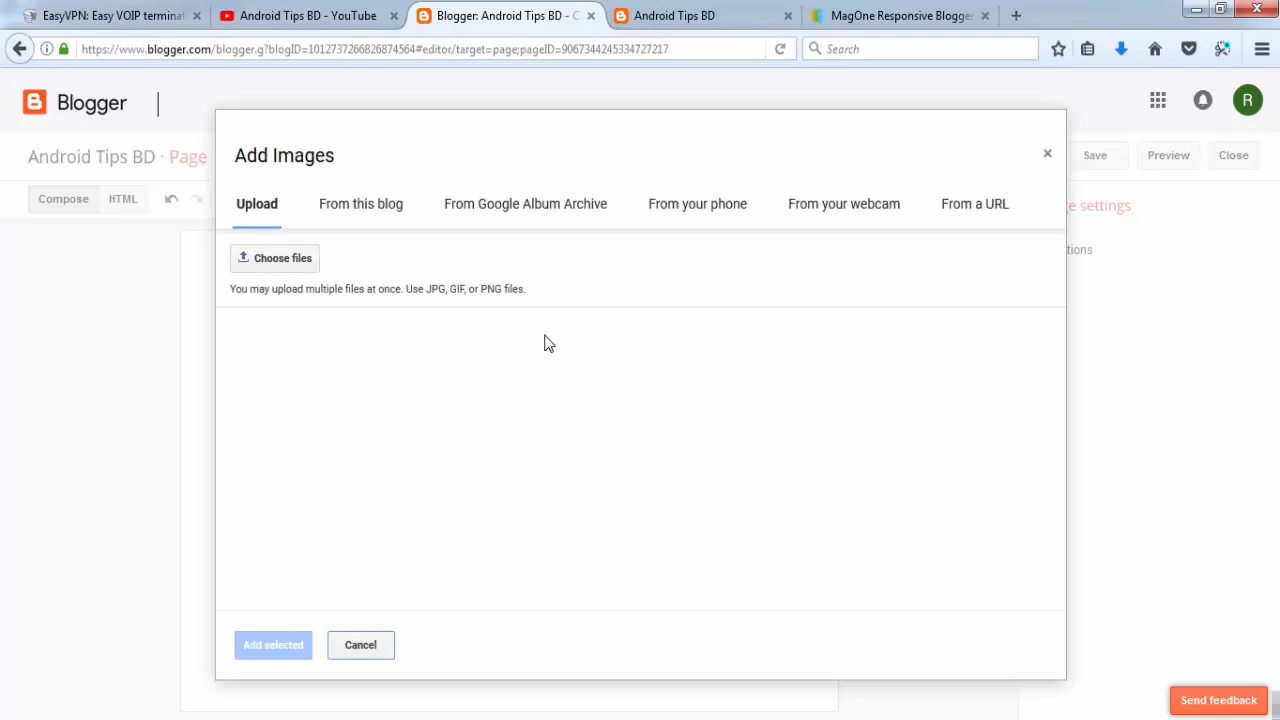 EasyVPN: Easy VOIP terminat
Android Tips BD - YouTube
Blogger: Android Tips BD - C
Android Tips BD
MagOne Responsive Blogger
https://www.blogger.com/blogger.g?blogID=1012737266826874564#editor/target=page;pageID=9067344245334727217
Search
Blogger
R
Android Tips BD · Page
Save
Preview
Close
Compose
HTML
ge settings
tions
Add Images
Upload
From this blog
From Google Album Archive
From your phone
From your webcam
From a URL
Choose files
You may upload multiple files at once. Use JPG, GIF, or PNG files.
Add selected
Cancel
Send feedback